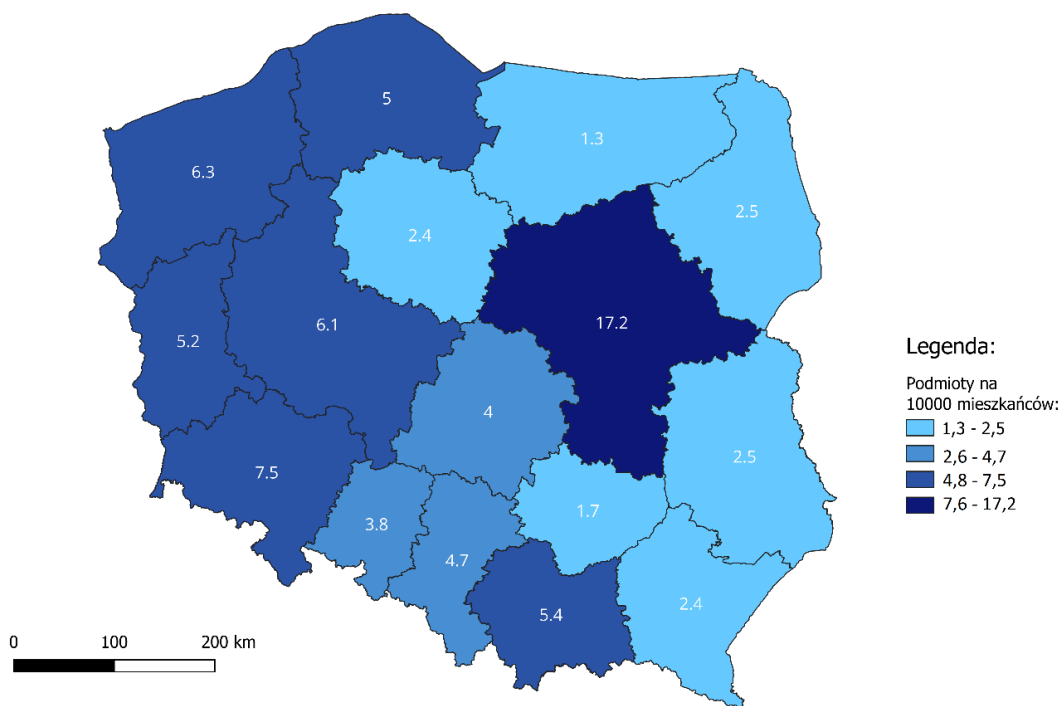 5
1.3
6.3
2.5
2.4
17.2
6.1
5.2
4
2.5
7.5
1.7
3.8
4.7
2.4
5.4
0 100 200 km
Legenda:
Podmioty na
10000 mieszkańców:
1,3 - 2,5
2,6 - 4,7
4,8 - 7,5
7,6 - 17,2